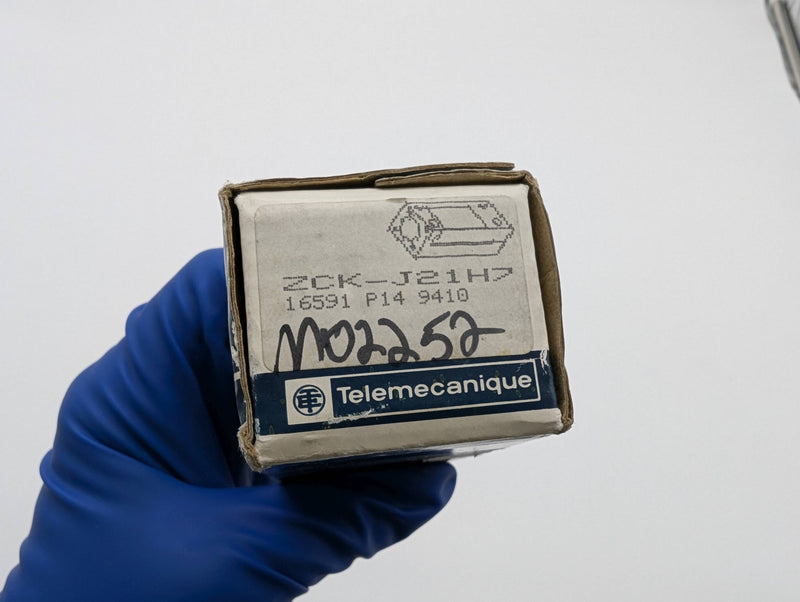 ZCK-J21H7
16591 P14 9410
M02252
Telemecanique